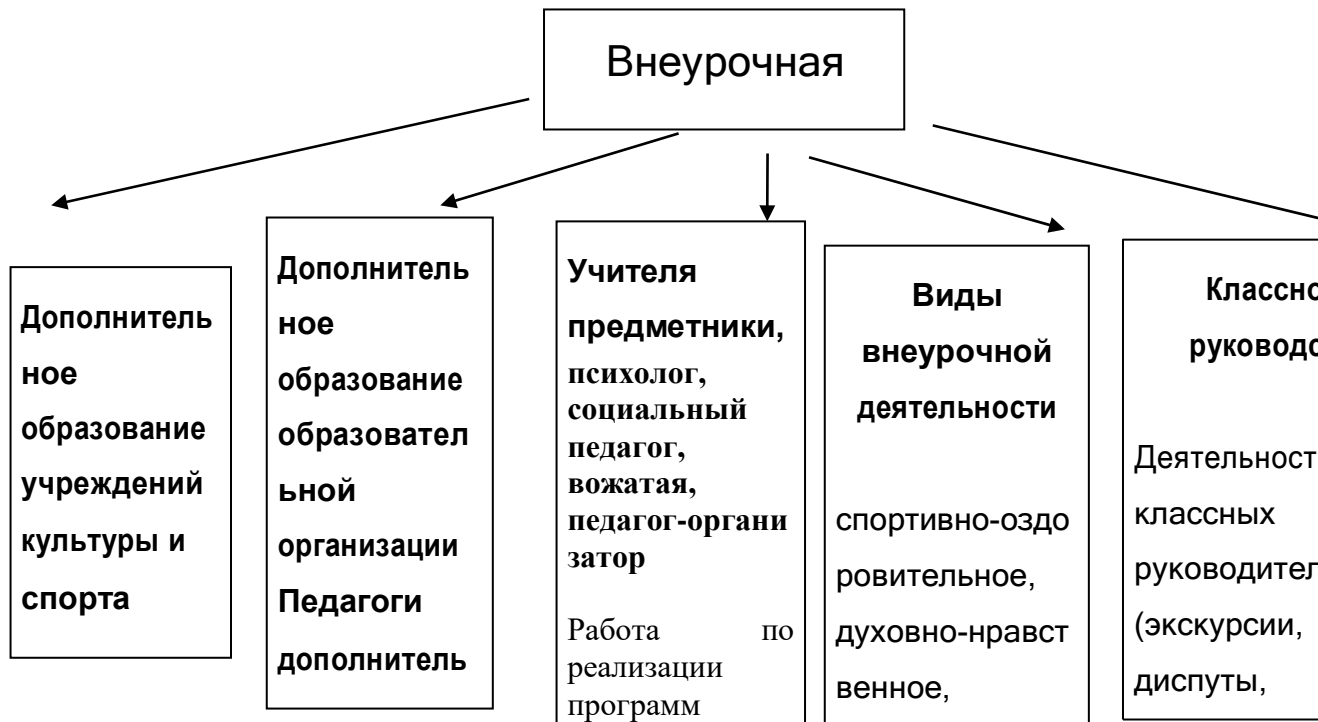 Внеурочная
Дополнитель
ное
образование
учреждений
культуры и
спорта
Дополнитель
ное
образование
образовател
ьной
организации
Педагоги
дополнитель
Учителя
предметники,
психолог,
социальный
педагог,
вожатая,
педагог-органи
затор
Работа по
реализации
программ
Виды
внеурочной
деятельности
спортивно-оздо
ровительное,
духовно-нравст
венное,
Классно
руководс
Деятельност
классных
руководител
(экскурсии,
диспуты,